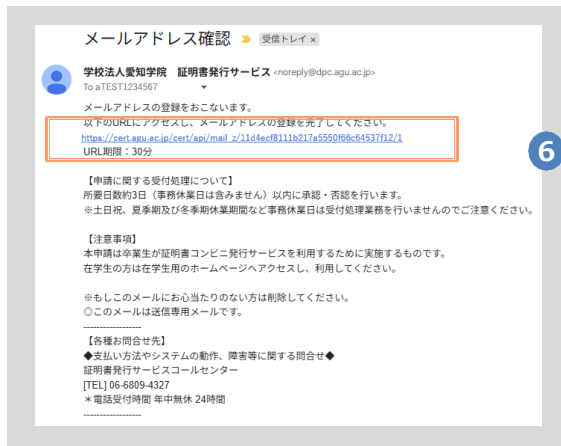 メールアドレス確認 受信トレイ ×
学校法人愛知学院　証明書発行サービス <noreply@dpc.agu.ac.jp>
To aTEST1234567
メールアドレスの登録をおこないます。
以下のURLにアクセスし、メールアドレスの登録を完了してください。
https://cert.agu.ac.jp/cert/api/mail_z/11d4ecf8111b217a5550f66c64537f12/1
URL期限：30分
6
【申請に関する受付処理について】
所要日数約3日（事務休業日は含みません）以内に承認・否認を行います。
※土日祝、夏季期及び冬季期休業期間など事務休業日は受付処理業務を行いませんのでご注意ください。
【注意事項】
本申請は卒業生が証明書コンビニ発行サービスを利用するために実施するものです。
在学生の方は在学生用のホームページへアクセスし、利用してください。
※もしこのメールにお心当たりのない方は削除してください。
◎このメールは送信専用メールです。
------------------
【各種お問合せ先】
◆支払い方法やシステムの動作、障害等に関する問合せ◆
証明書発行サービスコールセンター
[TEL] 06-6809-4327
＊電話受付時間 年中無休 24時間
------------------